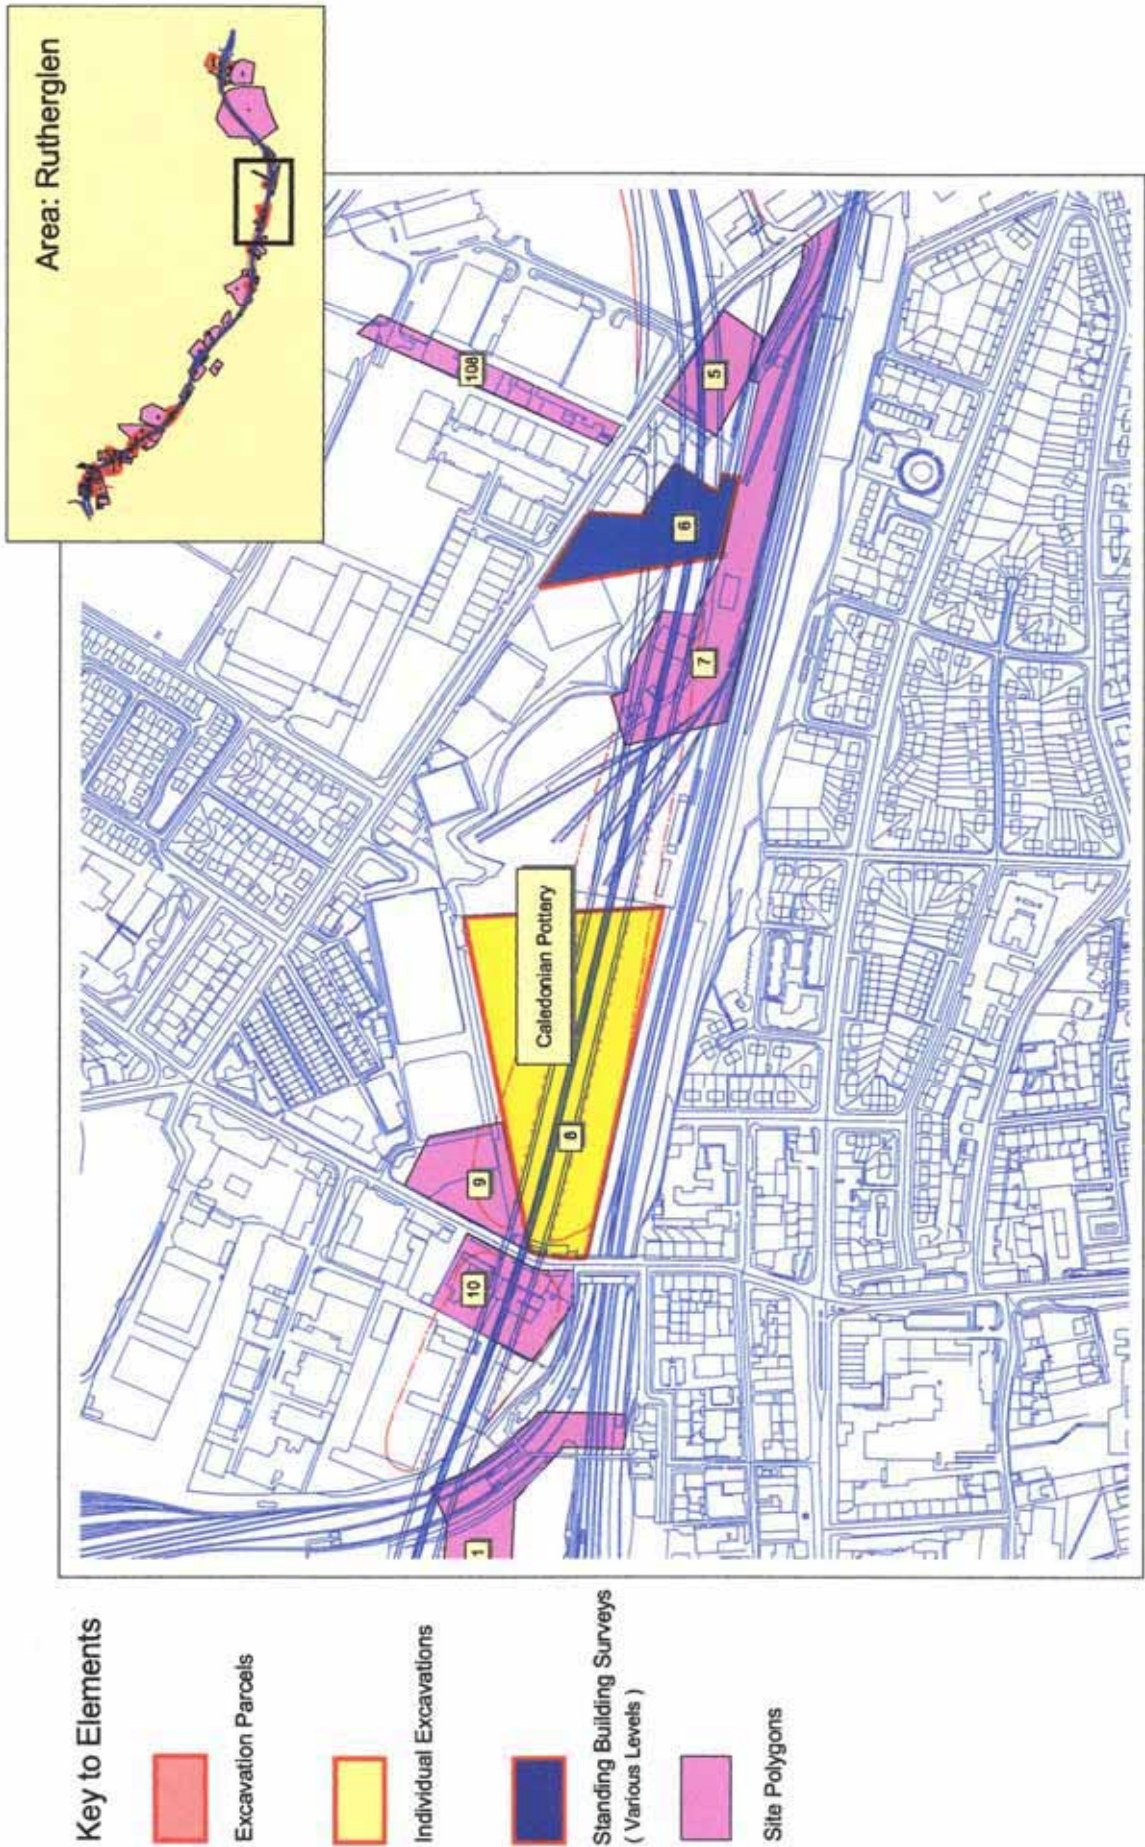 Area: Rutherglen
108
5
6
7
Caledonian Pottery
8
9
10
1
Key to Elements
Excavation Parcels
Individual Excavations
Standing Building Surveys
( Various Levels )
Site Polygons